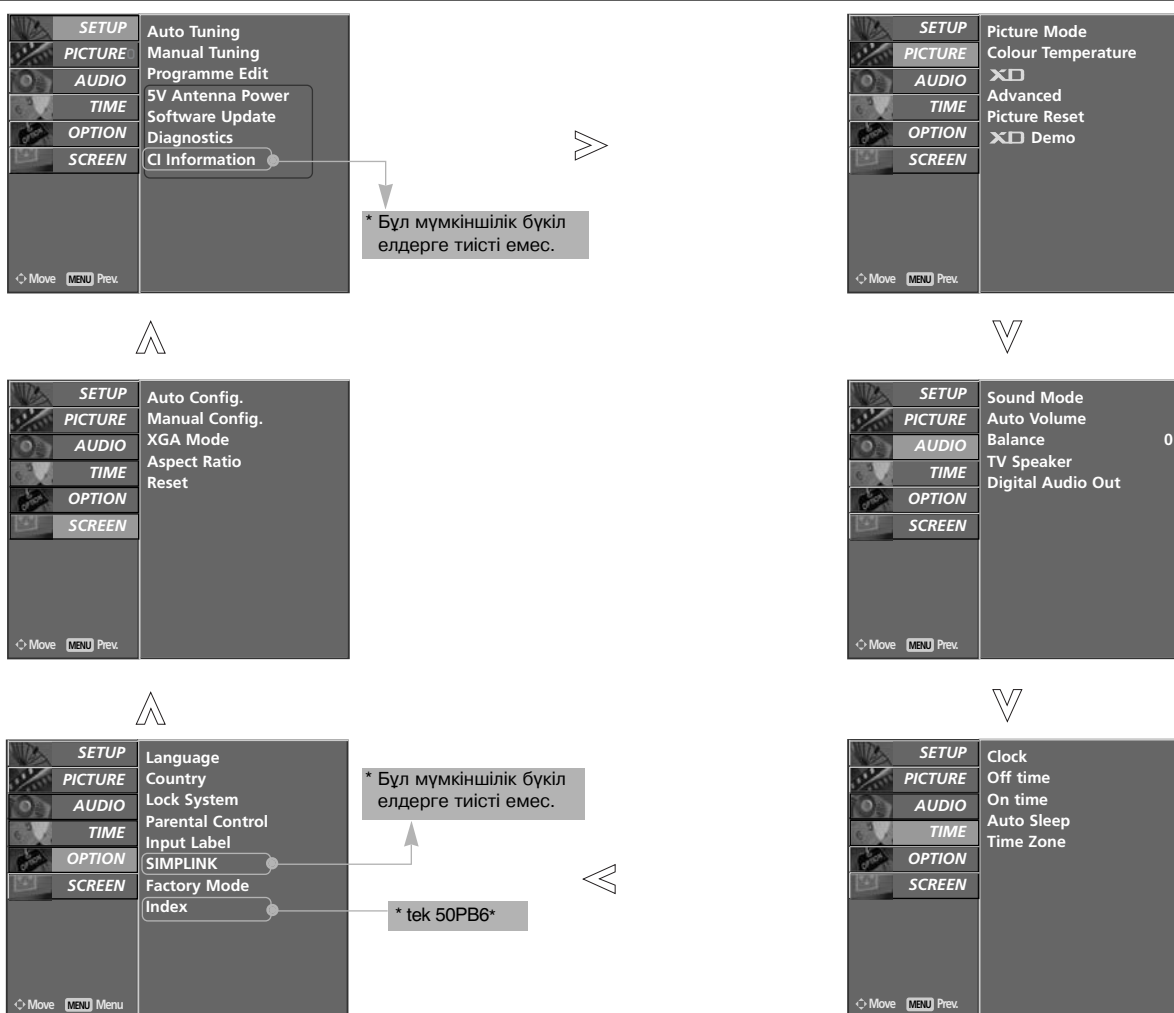 SETUP
PICTURE
AUDIO
TIME
OPTION
SCREEN
Auto Tuning
Manual Tuning
Programme Edit
5V Antenna Power
Software Update
Diagnostics
CI Information
Move MENU Prev.
* Бұл мүмкіншілік бүкіл
елдерге тиісті емес.
SETUP
PICTURE
AUDIO
TIME
OPTION
SCREEN
Picture Mode
Colour Temperature
XD
Advanced
Picture Reset
XD Demo
Move MENU Prev.
SETUP
PICTURE
AUDIO
TIME
OPTION
SCREEN
Auto Config.
Manual Config.
XGA Mode
Aspect Ratio
Reset
Move MENU Prev.
SETUP
PICTURE
AUDIO
TIME
OPTION
SCREEN
Sound Mode
Auto Volume
Balance 0
TV Speaker
Digital Audio Out
Move MENU Prev.
SETUP
PICTURE
AUDIO
TIME
OPTION
SCREEN
Language
Country
Lock System
Parental Control
Input Label
SIMPLINK
Factory Mode
Index
Move MENU Menu
* Бұл мүмкіншілік бүкіл
елдерге тиісті емес.
* tek 50PB6*
SETUP
PICTURE
AUDIO
TIME
OPTION
SCREEN
Clock
Off time
On time
Auto Sleep
Time Zone
Move MENU Prev.